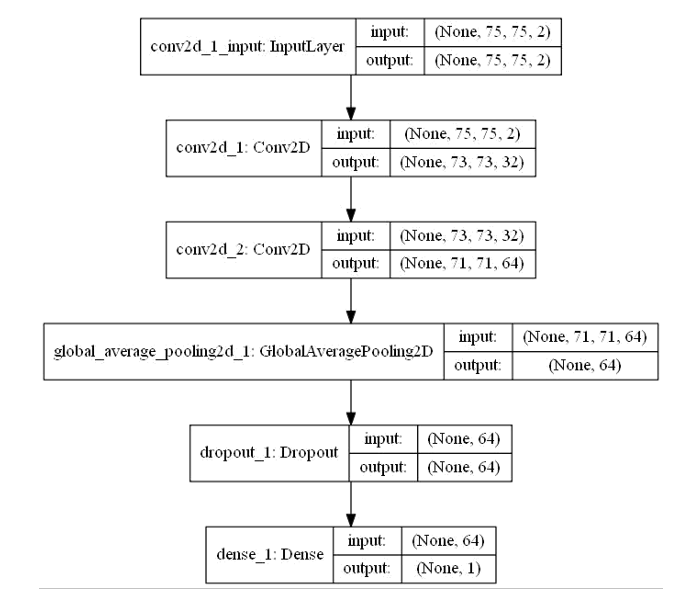 conv2d_1_input: InputLayer
input: (None, 75, 75, 2)
output: (None, 75, 75, 2)
conv2d_1: Conv2D
input: (None, 75, 75, 2)
output: (None, 73, 73, 32)
conv2d_2: Conv2D
input: (None, 73, 73, 32)
output: (None, 71, 71, 64)
global_average_pooling2d_1: GlobalAveragePooling2D
input: (None, 71, 71, 64)
output: (None, 64)
dropout_1: Dropout
input: (None, 64)
output: (None, 64)
dense_1: Dense
input: (None, 64)
output: (None, 1)